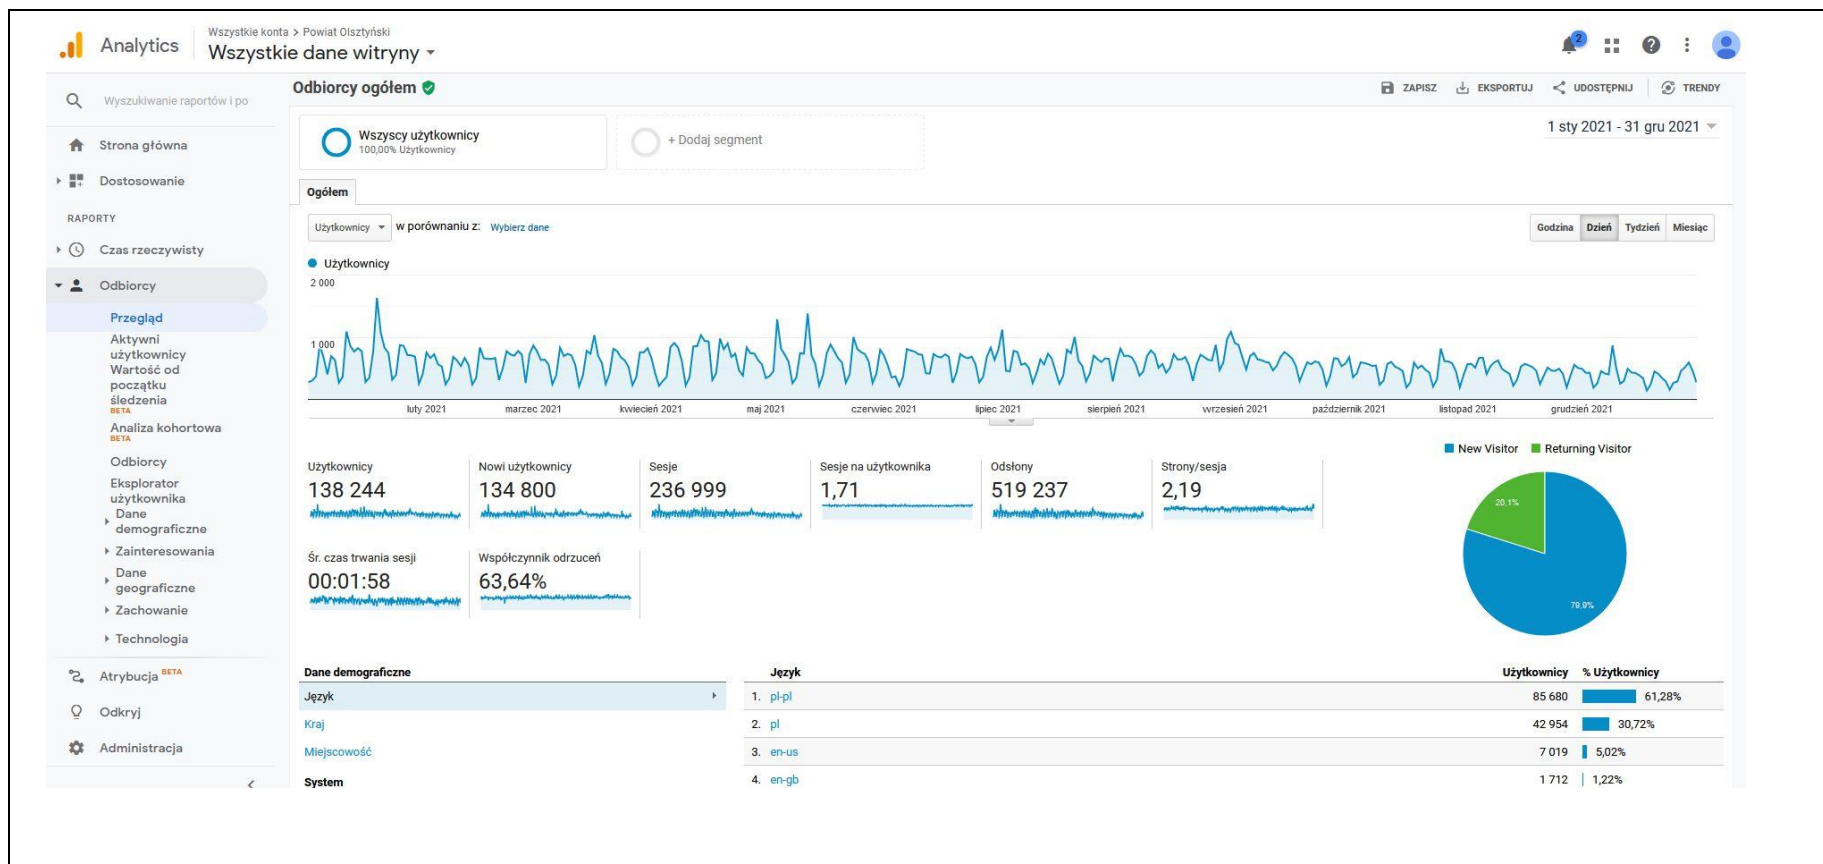 Analytics
Wszystkie konta > Powiat Olsztyński
Wszystkie dane witryny
2
Wyszukiwanie raportów i po
Strona główna
Dostosowanie
RAPORTY
Czas rzeczywisty
Odbiorcy
Przegląd
Aktywni
użytkownicy
Wartość od
początku
śledzenia
BETA
Analiza kohortowa
BETA
Odbiorcy
Eksplorator
użytkownika
Dane
demograficzne
Zainteresowania
Dane
geograficzne
Zachowanie
Technologia
Atrybucja BETA
Odkryj
Administracja
Odbiorcy ogółem
ZAPISZ EKSPORTUJ UDOSTĘPNIJ TRENDY
Wszyscy użytkownicy
100,00% Użytkownicy
+ Dodaj segment
1 sty 2021 - 31 gru 2021
Ogółem
Użytkownicy w porównaniu z: Wybierz dane
Godzina Dzień Tydzień Miesiąc
Użytkownicy
2 000
1 000
luty 2021 marzec 2021 kwiecień 2021 maj 2021 czerwiec 2021 lipiec 2021 sierpień 2021 wrzesień 2021 październik 2021 listopad 2021 grudzień 2021
New Visitor Returning Visitor
Użytkownicy Nowi użytkownicy Sesje Sesje na użytkownika Odsłony Strony/sesja
138 244 134 800 236 999 1,71 519 237 2,19
20,1%
Śr. czas trwania sesji Współczynnik odrzuceń
00:01:58 63,64%
79,9%
Dane demograficzne Język Użytkownicy % Użytkownicy
Język 1. pl-pl 85 680 61,28%
Kraj 2. pl 42 954 30,72%
Miejscowość 3. en-us 7 019 5,02%
System 4. en-gb 1 712 1,22%